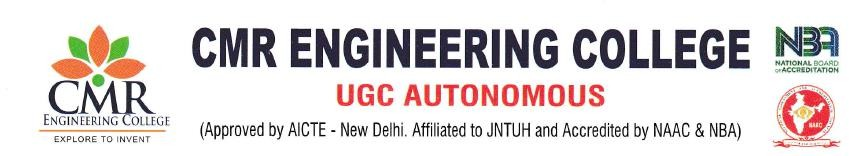 CMR
ENGINEERING COLLEGE
EXPLORE TO INVENT
CMR ENGINEERING COLLEGE
UGC AUTONOMOUS
(Approved by AICTE - New Delhi. Affiliated to JNTUH and Accredited by NAAC & NBA)
NBA
NATIONAL BOARD
OF ACCREDITATION
NAAC